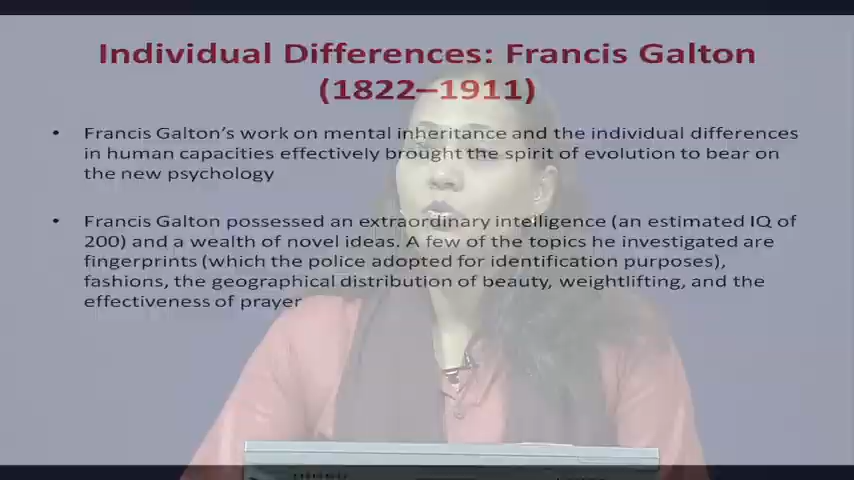 Individual Differences: Francis Galton
(1822–1911)
• Francis Galton's work on mental inheritance and the individual differences
in human capacities effectively brought the spirit of evolution to bear on
the new psychology
• Francis Galton possessed an extraordinary intelligence (an estimated IQ of
200) and a wealth of novel ideas. A few of the topics he investigated are
fingerprints (which the police adopted for identification purposes),
fashions, the geographical distribution of beauty, weightlifting, and the
effectiveness of prayer